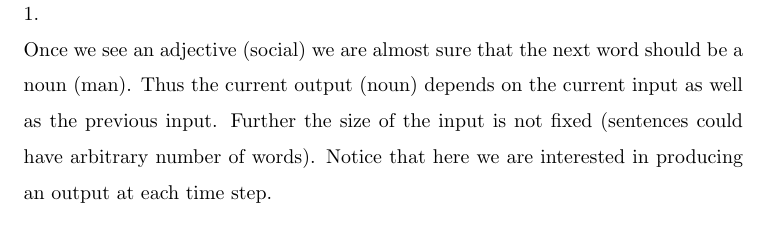 1.
Once we see an adjective (social) we are almost sure that the next word should be a
noun (man). Thus the current output (noun) depends on the current input as well
as the previous input. Further the size of the input is not fixed (sentences could
have arbitrary number of words). Notice that here we are interested in producing
an output at each time step.